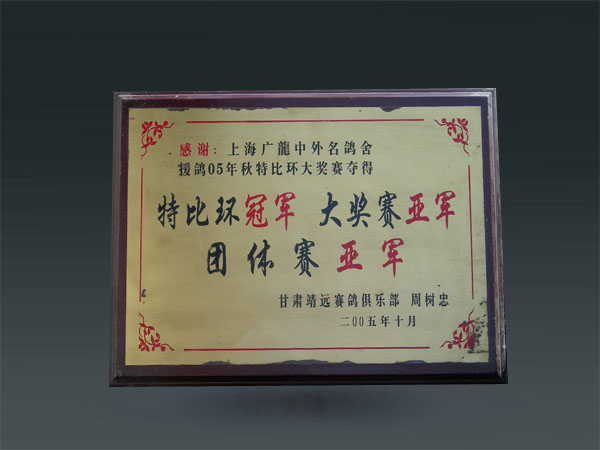 感谢：上海广龍中外名鸽舍
援鸽05年秋特比环大奖赛夺得
特比环冠军 大奖赛亚军
团体赛亚军
甘肃靖远赛鸽俱乐部 周树忠
二00五年十月